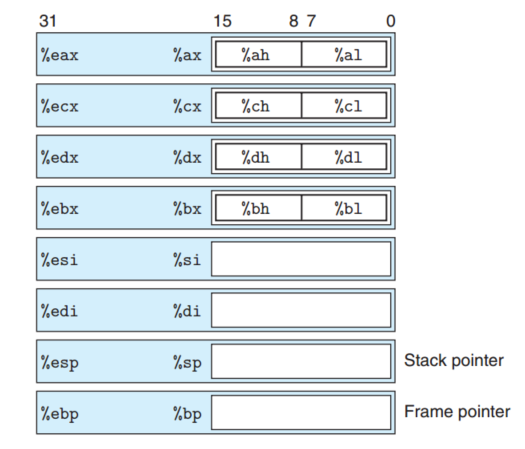 31 15 8 7 0
%eax %ax %ah %al
%ecx %cx %ch %cl
%edx %dx %dh %dl
%ebx %bx %bh %bl
%esi %si
%edi %di
%esp %sp Stack pointer
%ebp %bp Frame pointer